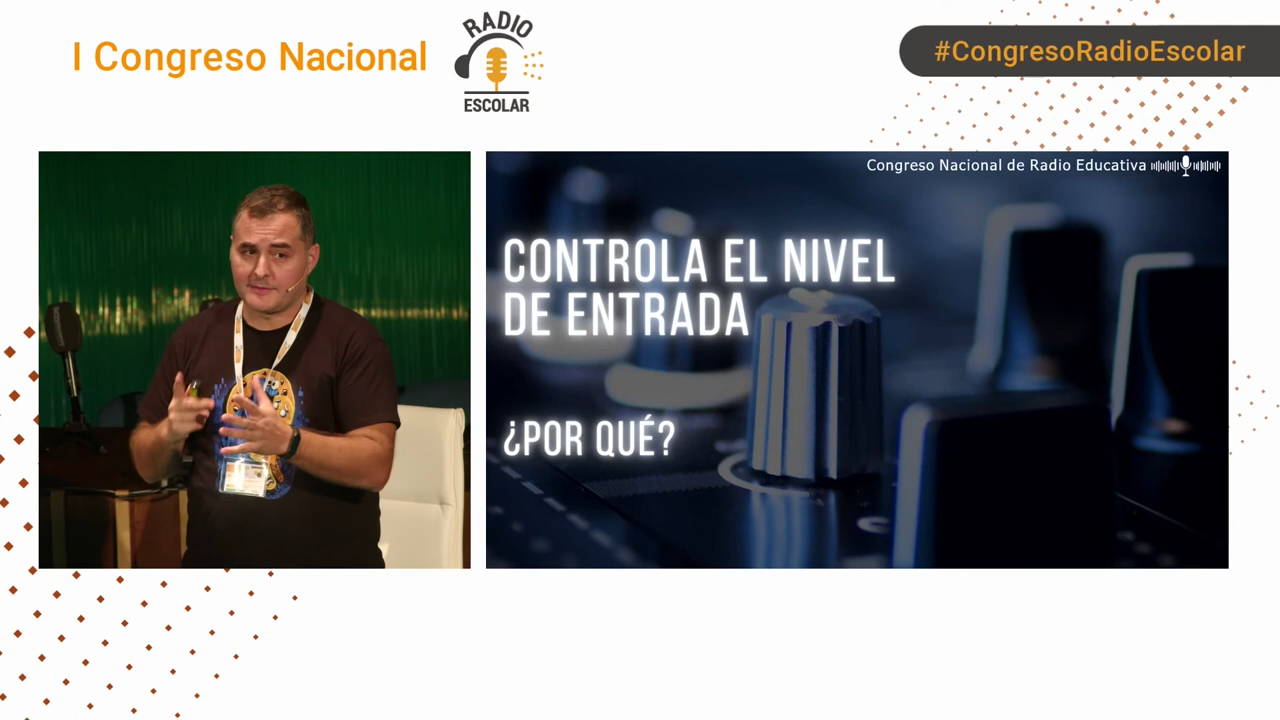 I Congreso Nacional
RADIO
ESCOLAR
#CongresoRadioEscolar
Congreso Nacional de Radio Educativa
CONTROLA EL NIVEL
DE ENTRADA
¿POR QUÉ?